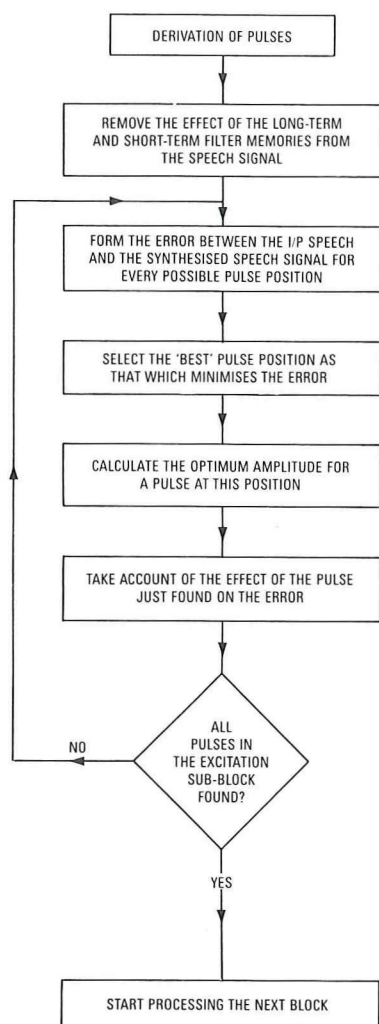 DERIVATION OF PULSES
REMOVE THE EFFECT OF THE LONG-TERM
AND SHORT-TERM FILTER MEMORIES FROM
THE SPEECH SIGNAL
FORM THE ERROR BETWEEN THE I/P SPEECH
AND THE SYNTHESISED SPEECH SIGNAL FOR
EVERY POSSIBLE PULSE POSITION
SELECT THE ‘BEST’ PULSE POSITION AS
THAT WHICH MINIMISES THE ERROR
CALCULATE THE OPTIMUM AMPLITUDE FOR
A PULSE AT THIS POSITION
TAKE ACCOUNT OF THE EFFECT OF THE PULSE
JUST FOUND ON THE ERROR
ALL
PULSES IN
THE EXCITATION
SUB-BLOCK
FOUND?
NO
YES
START PROCESSING THE NEXT BLOCK